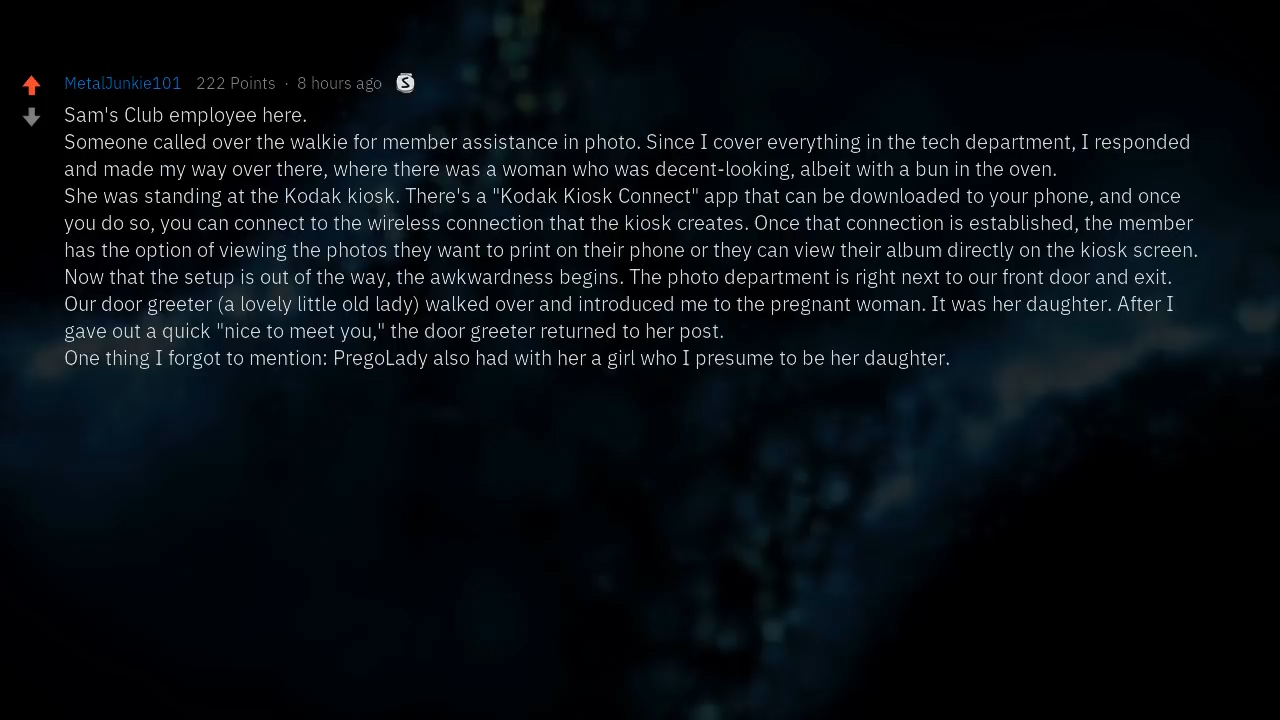 MetalJunkie101 222 Points · 8 hours ago
Sam's Club employee here.
Someone called over the walkie for member assistance in photo. Since I cover everything in the tech department, I responded
and made my way over there, where there was a woman who was decent-looking, albeit with a bun in the oven.
She was standing at the Kodak kiosk. There's a "Kodak Kiosk Connect" app that can be downloaded to your phone, and once
you do so, you can connect to the wireless connection that the kiosk creates. Once that connection is established, the member
has the option of viewing the photos they want to print on their phone or they can view their album directly on the kiosk screen.
Now that the setup is out of the way, the awkwardness begins. The photo department is right next to our front door and exit.
Our door greeter (a lovely little old lady) walked over and introduced me to the pregnant woman. It was her daughter. After I
gave out a quick "nice to meet you," the door greeter returned to her post.
One thing I forgot to mention: PregoLady also had with her a girl who I presume to be her daughter.